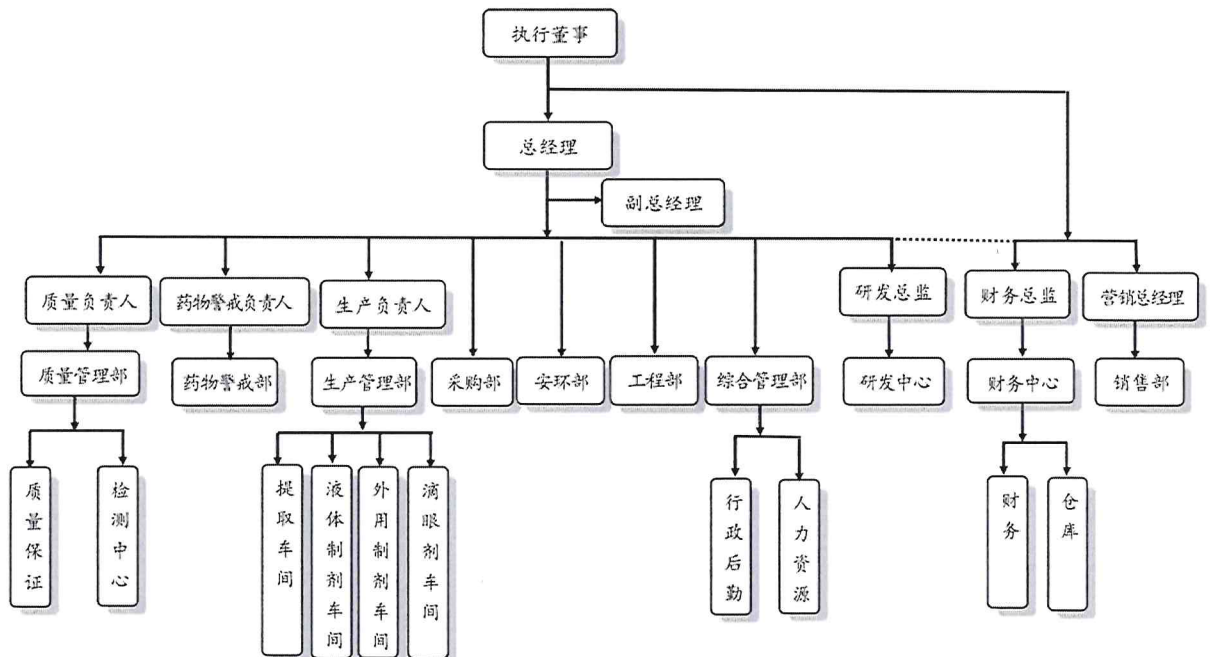 执行董事
总经理
副总经理
质量负责人
药物警戒负责人
生产负责人
研发总监
财务总监
营销总经理
质量管理部
药物警戒部
生产管理部
采购部
安环部
工程部
综合管理部
研发中心
财务中心
销售部
质量保证
检测中心
提取车间
液体制剂车间
外用制剂车间
滴眼剂车间
行政后勤
人力资源
财务
仓库